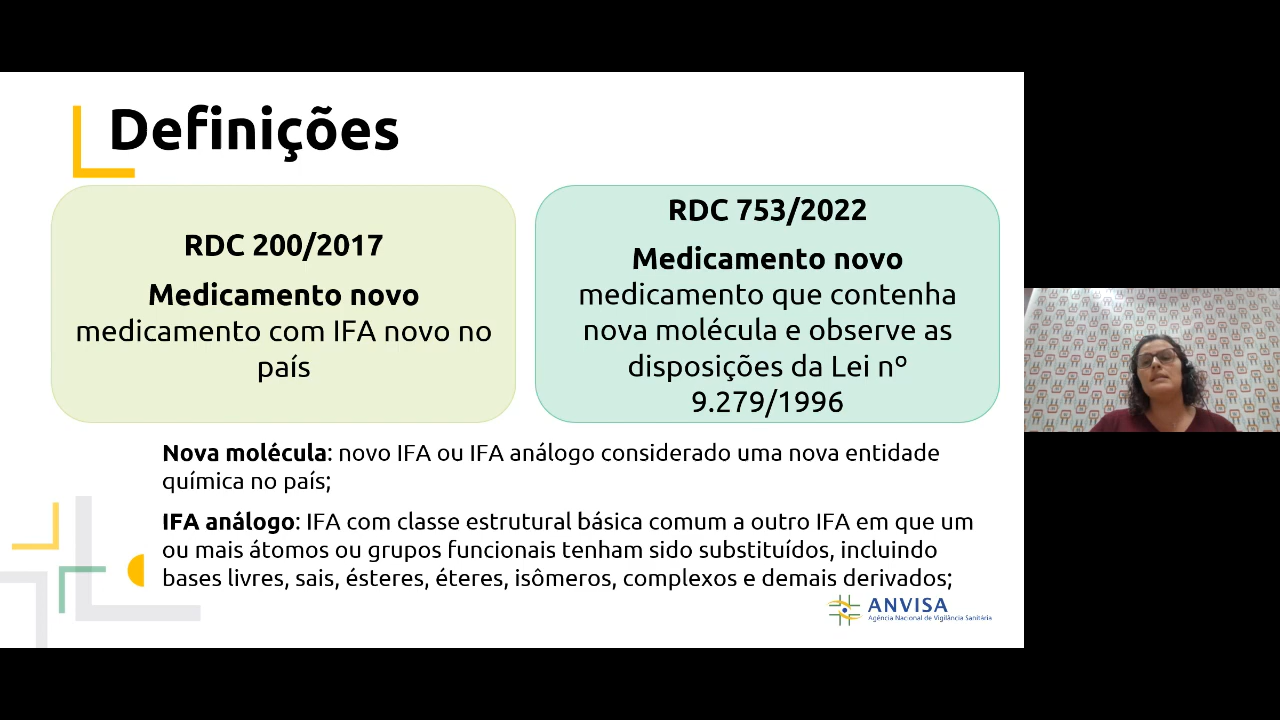 Definições
RDC 200/2017
Medicamento novo
medicamento com IFA novo no
país
RDC 753/2022
Medicamento novo
medicamento que contenha
nova molécula e observe as
disposições da Lei nº
9.279/1996
Nova molécula: novo IFA ou IFA análogo considerado uma nova entidade
química no país;
IFA análogo: IFA com classe estrutural básica comum a outro IFA em que um
ou mais átomos ou grupos funcionais tenham sido substituídos, incluindo
bases livres, sais, ésteres, éteres, isômeros, complexos e demais derivados;
ANVISA
Agência Nacional de Vigilância Sanitária